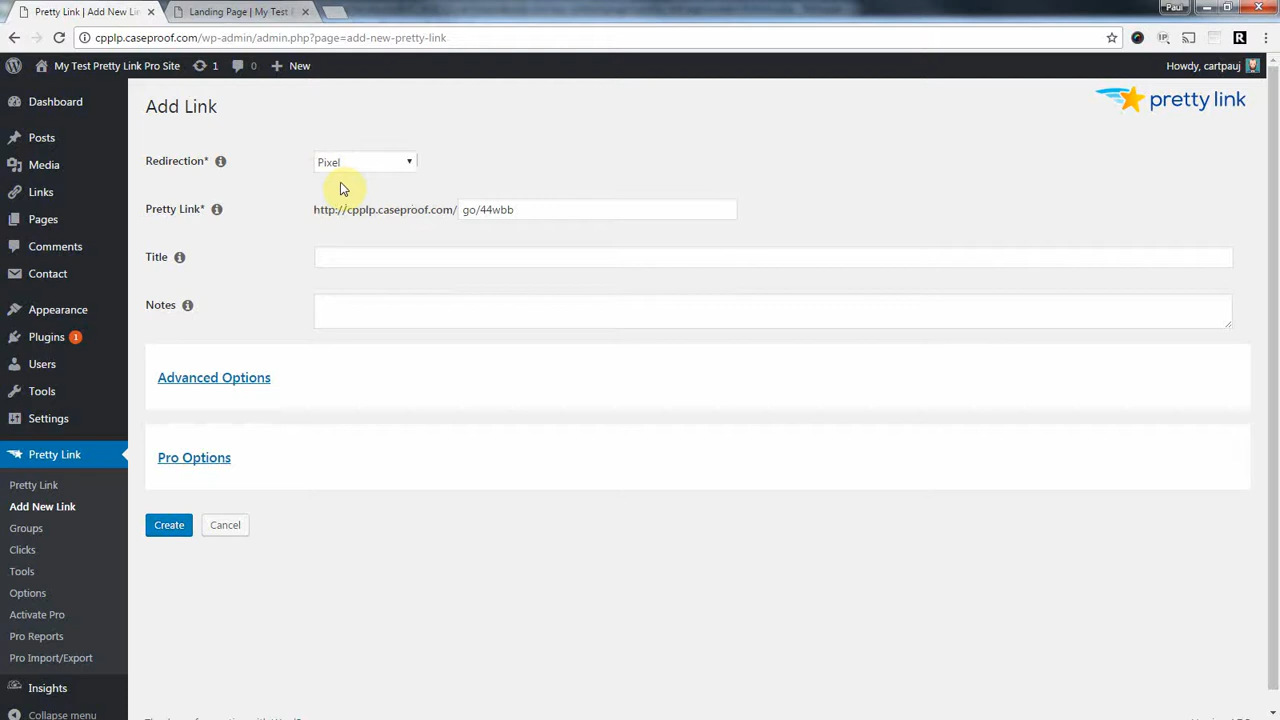 Pretty Link | Add New Lin
Landing Page | My Test
Paul
cpplp.caseproof.com/wp-admin/admin.php?page=add-new-pretty-link
My Test Pretty Link Pro Site
1
0
New
Howdy, cartpauj
Dashboard
Posts
Media
Links
Pages
Comments
Contact
Appearance
Plugins 1
Users
Tools
Settings
Pretty Link
Pretty Link
Add New Link
Groups
Clicks
Tools
Options
Activate Pro
Pro Reports
Pro Import/Export
Insights
Collapse menu
Add Link
pretty link
Redirection*
Pixel
Pretty Link*
http://cpplp.caseproof.com/ go/44wbb
Title
Notes
Advanced Options
Pro Options
Create
Cancel